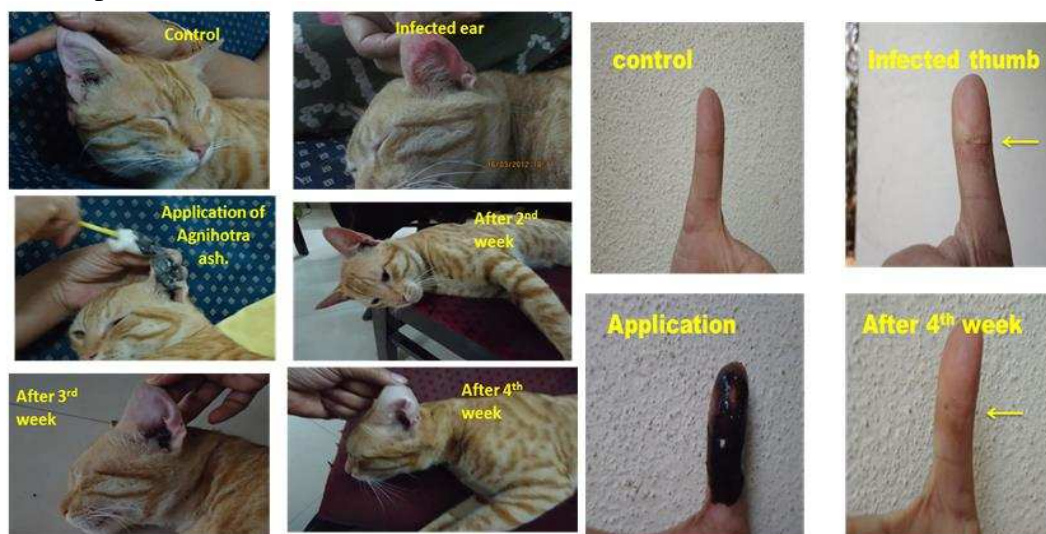 Control
Infected ear
control
Infected thumb
Application of
Agnihotra
ash.
After 2nd
week
Application
After 4th week
After 3rd
week
After 4th
week